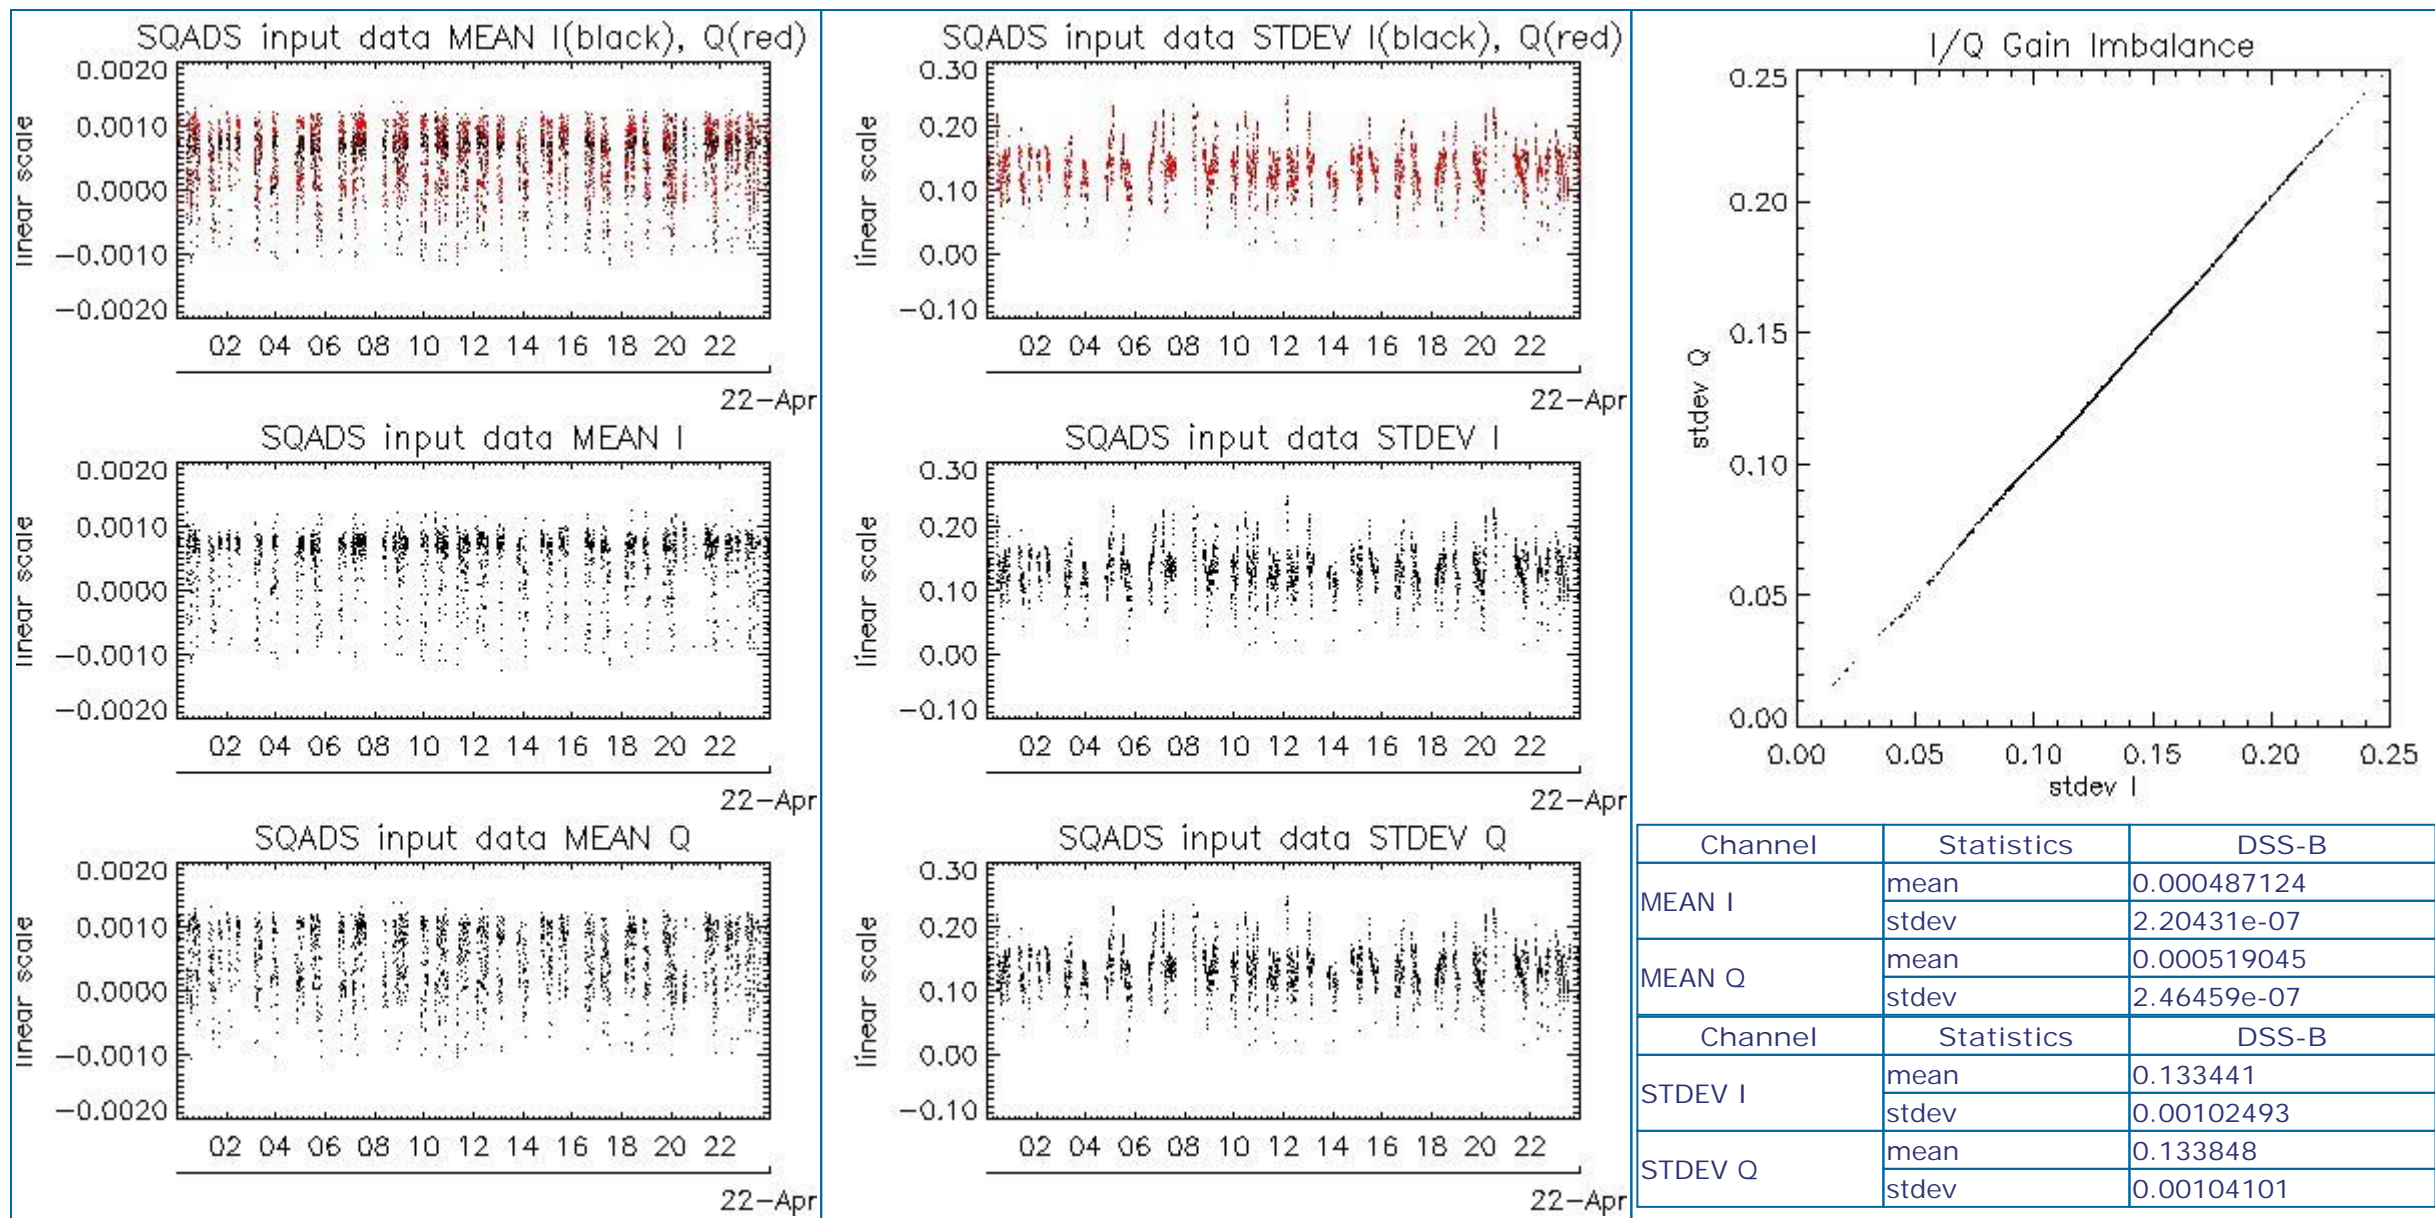 SQADS input data MEAN I(black), Q(red)
0.0020
0.0010
0.0000
−0.0010
−0.0020
linear scale
02 04 06 08 10 12 14 16 18 20 22
22−Apr
SQADS input data MEAN I
0.0020
0.0010
0.0000
−0.0010
−0.0020
linear scale
02 04 06 08 10 12 14 16 18 20 22
22−Apr
SQADS input data MEAN Q
0.0020
0.0010
0.0000
−0.0010
−0.0020
linear scale
02 04 06 08 10 12 14 16 18 20 22
22−Apr
SQADS input data STDEV I(black), Q(red)
0.30
0.20
0.10
0.00
−0.10
linear scale
02 04 06 08 10 12 14 16 18 20 22
22−Apr
SQADS input data STDEV I
0.30
0.20
0.10
0.00
−0.10
linear scale
02 04 06 08 10 12 14 16 18 20 22
22−Apr
SQADS input data STDEV Q
0.30
0.20
0.10
0.00
−0.10
linear scale
02 04 06 08 10 12 14 16 18 20 22
22−Apr
I/Q Gain Imbalance
0.25
0.20
0.15
0.10
0.05
0.00
stdev Q
0.00 0.05 0.10 0.15 0.20 0.25
stdev I
Channel Statistics DSS-B
MEAN I mean 0.000487124
stdev 2.20431e-07
MEAN Q mean 0.000519045
stdev 2.46459e-07
Channel Statistics DSS-B
STDEV I mean 0.133441
stdev 0.00102493
STDEV Q mean 0.133848
stdev 0.00104101